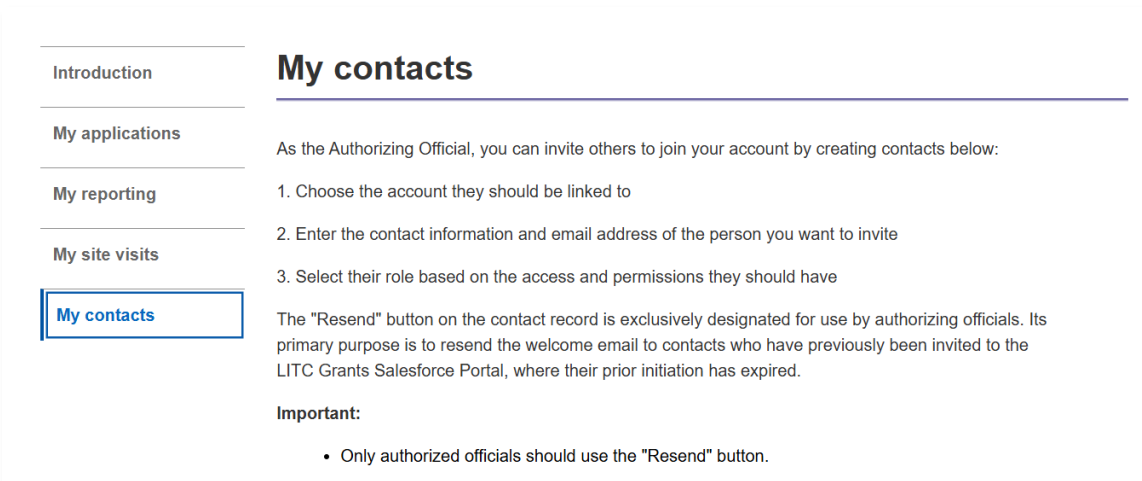 Introduction
My applications
My reporting
My site visits
My contacts
My contacts
As the Authorizing Official, you can invite others to join your account by creating contacts below:
1. Choose the account they should be linked to
2. Enter the contact information and email address of the person you want to invite
3. Select their role based on the access and permissions they should have
The "Resend" button on the contact record is exclusively designated for use by authorizing officials. Its
primary purpose is to resend the welcome email to contacts who have previously been invited to the
LITC Grants Salesforce Portal, where their prior initiation has expired.
Important:
• Only authorized officials should use the "Resend" button.